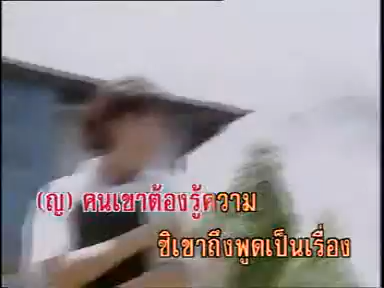 (ญ) คนเขาต้องรู้ความ
ซิเขาถึงพูดเป็นเรื่อง